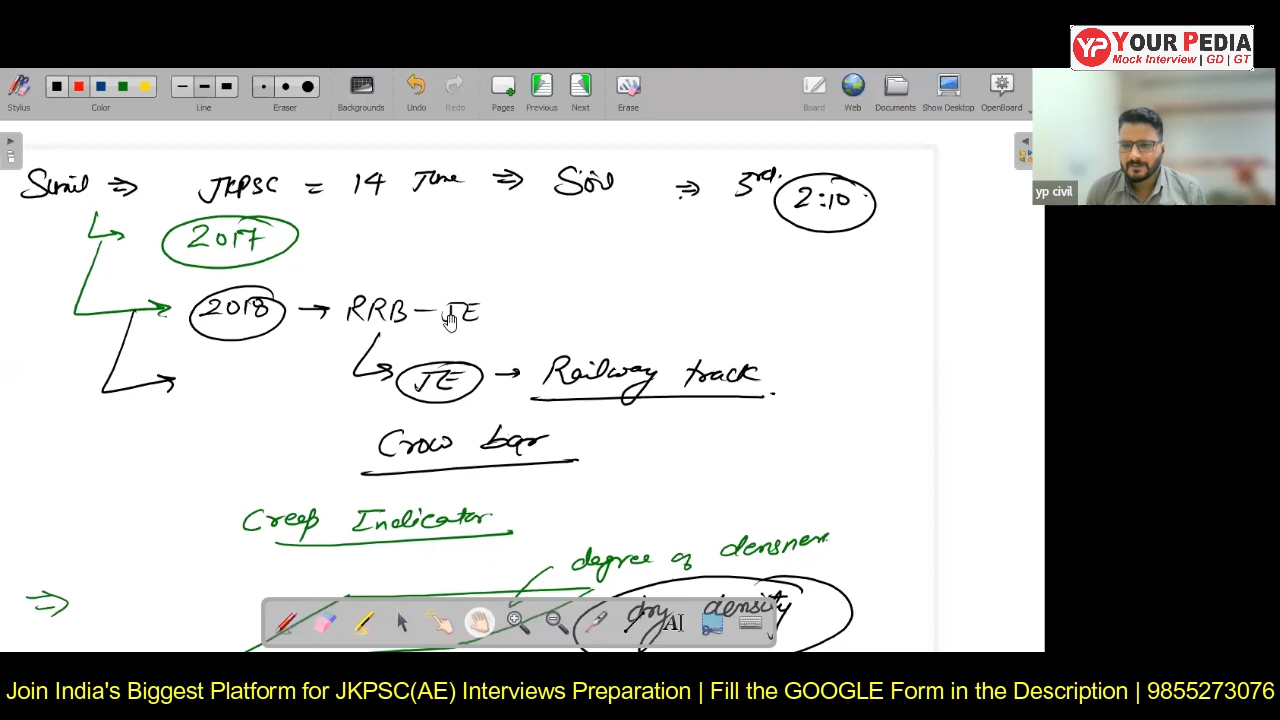 YP YOUR PEDIA
Mock Interview | GD | GT
Stylus Color Line Eraser Backgrounds Undo Redo Pages Previous Next Erase Board Web Documents Show Desktop OpenBoard
yp civil
JKPSC = 14 June ⇒ Soil ⇒ 3rd. 2:10
2017
2018 → RRB - JE
JE → Railway track.
Crow bar
Creep Indicator
degree of densness
⇒ dry density
Join India's Biggest Platform for JKPSC(AE) Interviews Preparation | Fill the GOOGLE Form in the Description | 9855273076